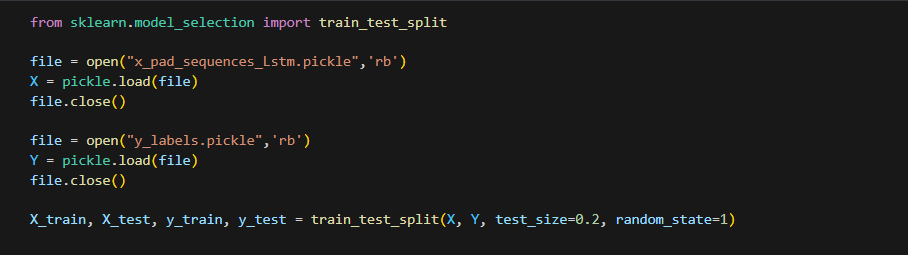 from sklearn.model_selection import train_test_split
file = open("x_pad_sequences_Lstm.pickle",'rb')
X = pickle.load(file)
file.close()
file = open("y_labels.pickle",'rb')
Y = pickle.load(file)
file.close()
X_train, X_test, y_train, y_test = train_test_split(X, Y, test_size=0.2, random_state=1)